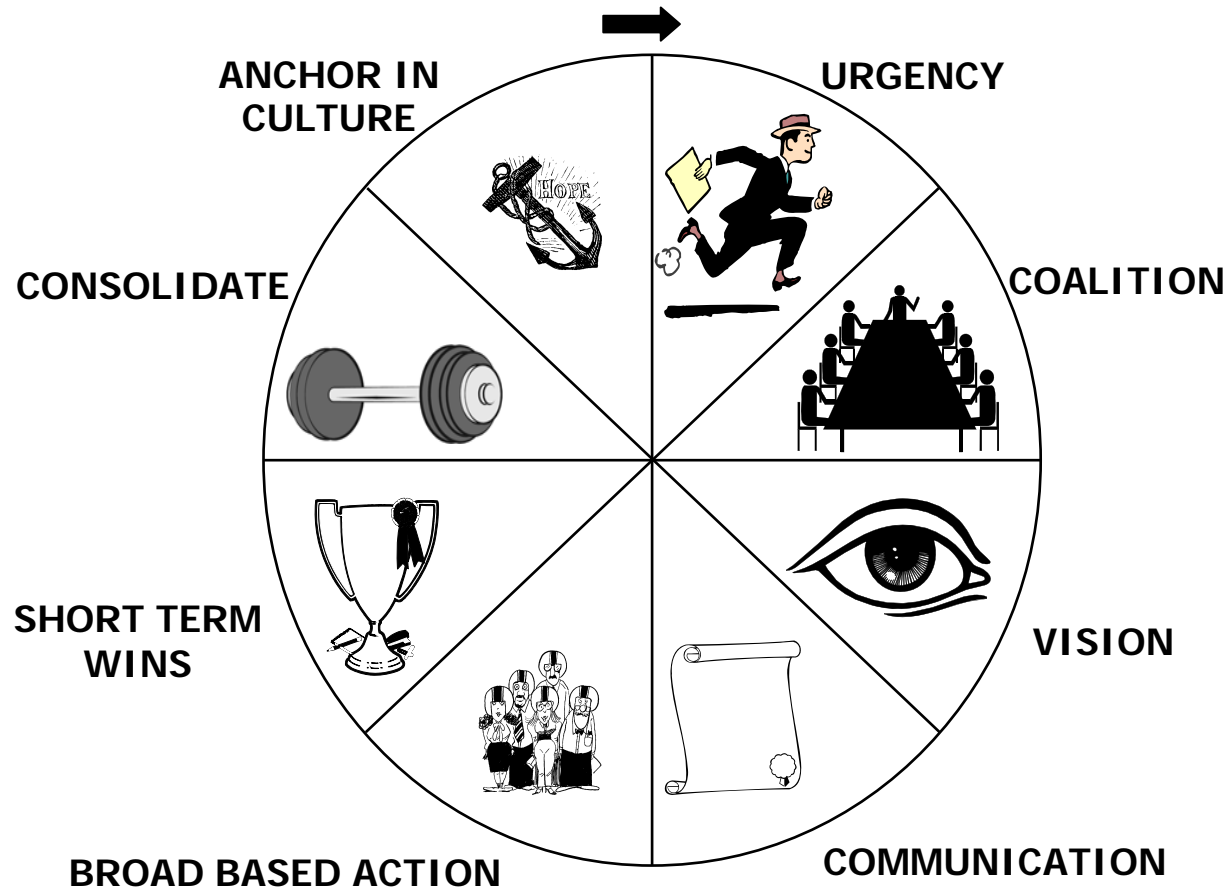 URGENCY
COALITION
VISION
COMMUNICATION
BROAD BASED ACTION
SHORT TERM
WINS
CONSOLIDATE
ANCHOR IN
CULTURE
HOPE